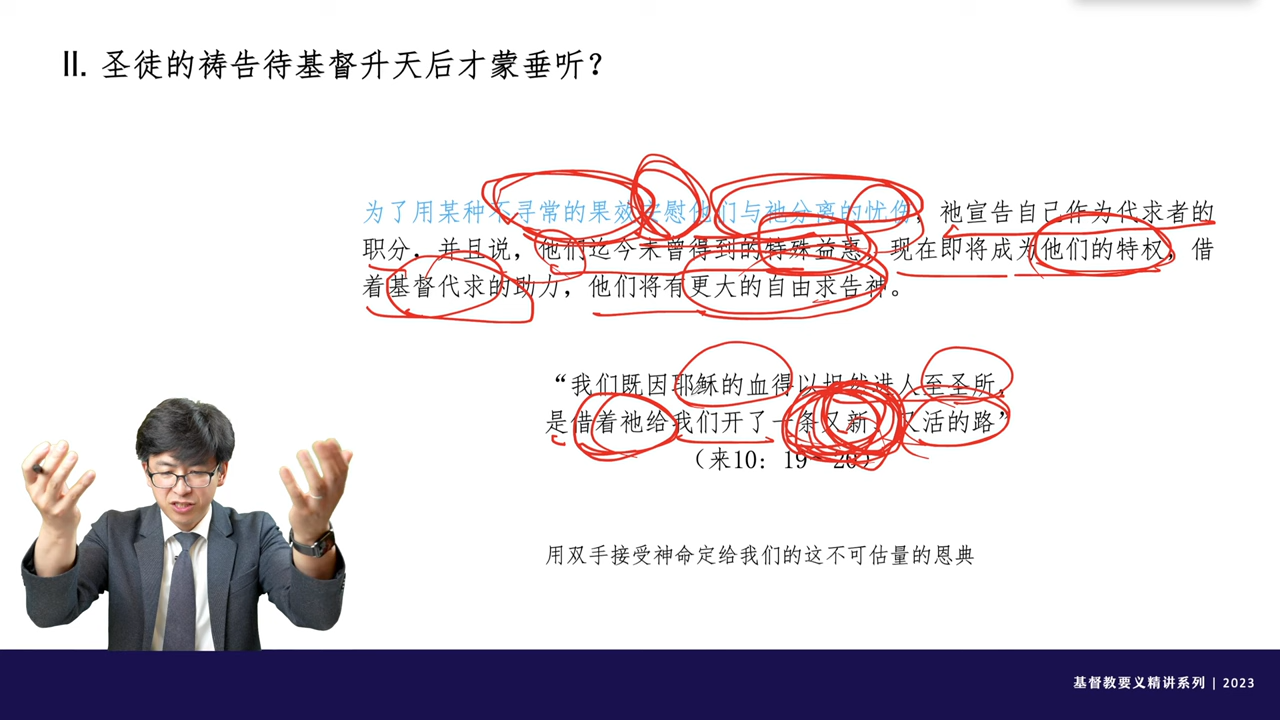 II. 圣徒的祷告待基督升天后才蒙垂听？
为了用某种不寻常的果效安慰他们与祂分离的忧伤，祂宣告自己作为代求者的
职分，并且说，他们迄今未曾得到的特殊益惠，现在即将成为他们的特权，借
着基督代求的助力，他们将有更大的自由求告神。
“我们既因耶稣的血得以坦然进入至圣所，
是借着祂给我们开了一条又新、又活的路”
（来10：19-20）
用双手接受神命定给我们的这不可估量的恩典
基督教要义精讲系列 | 2023